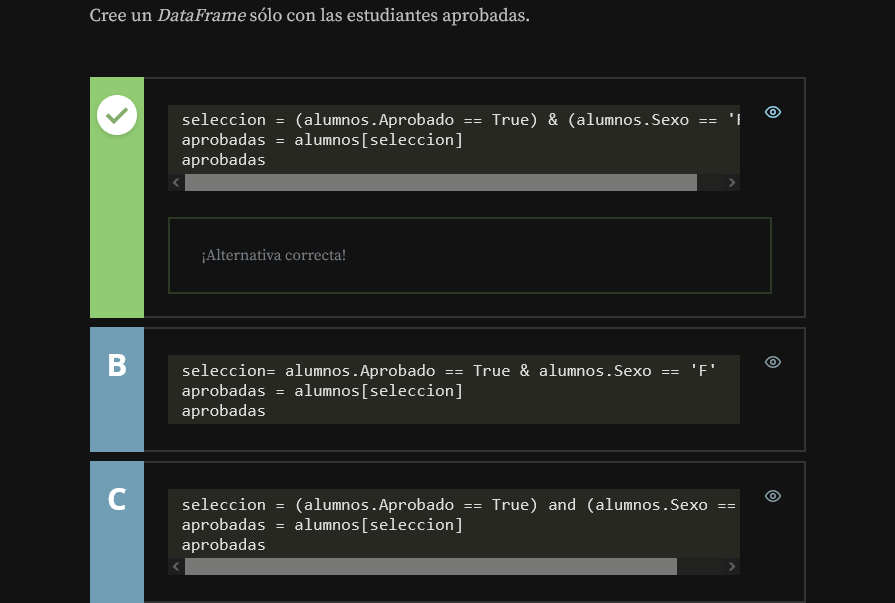 Cree un DataFrame sólo con las estudiantes aprobadas.
seleccion = (alumnos.Aprobado == True) & (alumnos.Sexo == '
aprobadas = alumnos[seleccion]
aprobadas
¡Alternativa correcta!
B
seleccion= alumnos.Aprobado == True & alumnos.Sexo == 'F'
aprobadas = alumnos[seleccion]
aprobadas
C
seleccion = (alumnos.Aprobado == True) and (alumnos.Sexo ==
aprobadas = alumnos[seleccion]
aprobadas